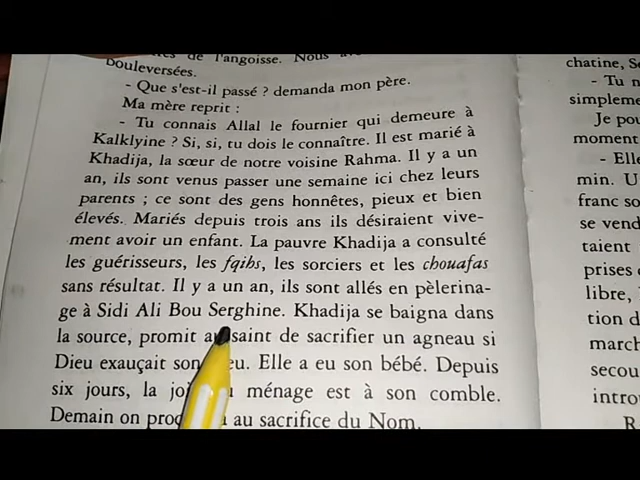 de l'angoisse. Nous
bouleversées.
- Que s'est-il passé ? demanda mon père.
Ma mère reprit :
- Tu connais Allal le fournier qui demeure à
Kalklyine ? Si, si, tu dois le connaître. Il est marié à
Khadija, la sœur de notre voisine Rahma. Il y a un
an, ils sont venus passer une semaine ici chez leurs
parents ; ce sont des gens honnêtes, pieux et bien
élevés. Mariés depuis trois ans ils désiraient vive-
ment avoir un enfant. La pauvre Khadija a consulté
les guérisseurs, les fqihs, les sorciers et les chouafas
sans résultat. Il y a un an, ils sont allés en pèlerina-
ge à Sidi Ali Bou Serghine. Khadija se baigna dans
la source, promit au saint de sacrifier un agneau si
Dieu exauçait son eu. Elle a eu son bébé. Depuis
six jours, la joi ménage est à son comble.
Demain on proc au sacrifice du Nom.
chatine, S
- Tu n
simpleme
Je pou
moment
- Elle
min. U
franc so
se vend
taient
prises
libre,
tion d
march
secou
intro